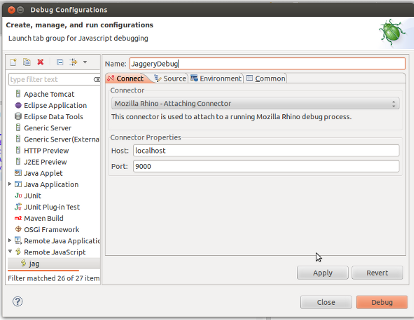 Debug Configurations
Create, manage, and run configurations
Launch tab group for Javascript debugging
type filter text
Apache Tomcat
Eclipse Application
Eclipse Data Tools
Generic Server
Generic Server(Externa
HTTP Preview
J2EE Preview
Java Applet
Java Application
JUnit
JUnit Plug-in Test
Maven Build
OSGi Framework
Remote Java Applicatio
Remote JavaScript
jag
Filter matched 26 of 27 item
Name: JaggeryDebug
Connect Source Environment Common
Connector
Mozilla Rhino - Attaching Connector
This connector is used to attach to a running Mozilla Rhino debug process.
Connector Properties
Host: localhost
Port: 9000
Apply Revert
? Close Debug